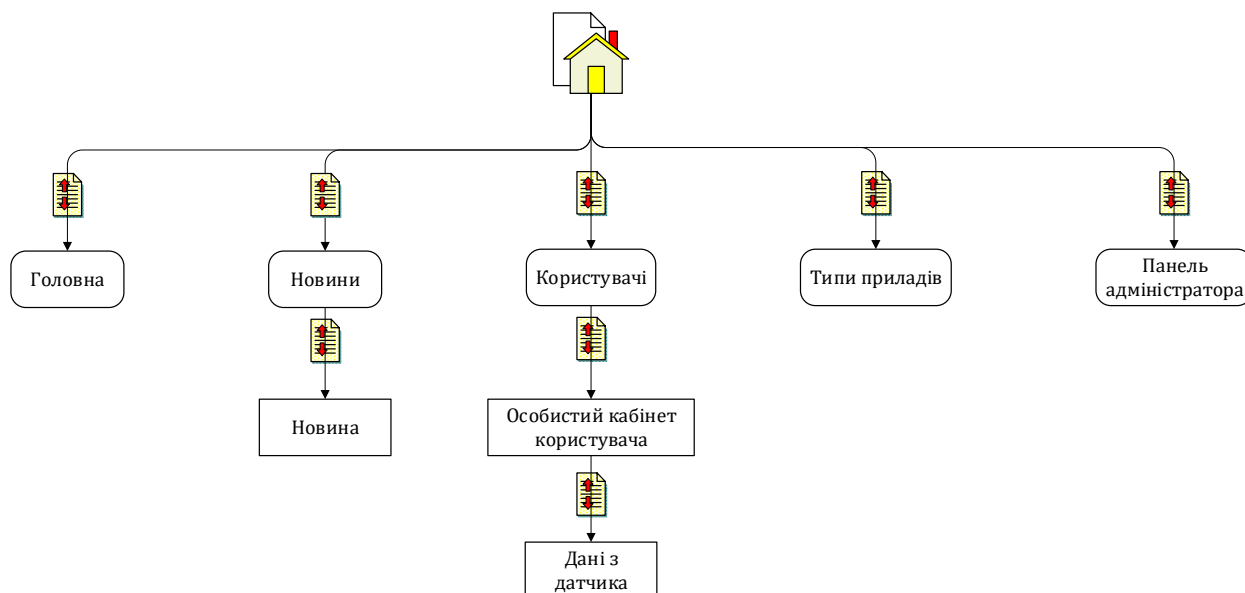 Головна
Новини
Користувачі
Типи приладів
Панель
адміністратора
Новина
Особистий кабінет
користувача
Дані з
датчика